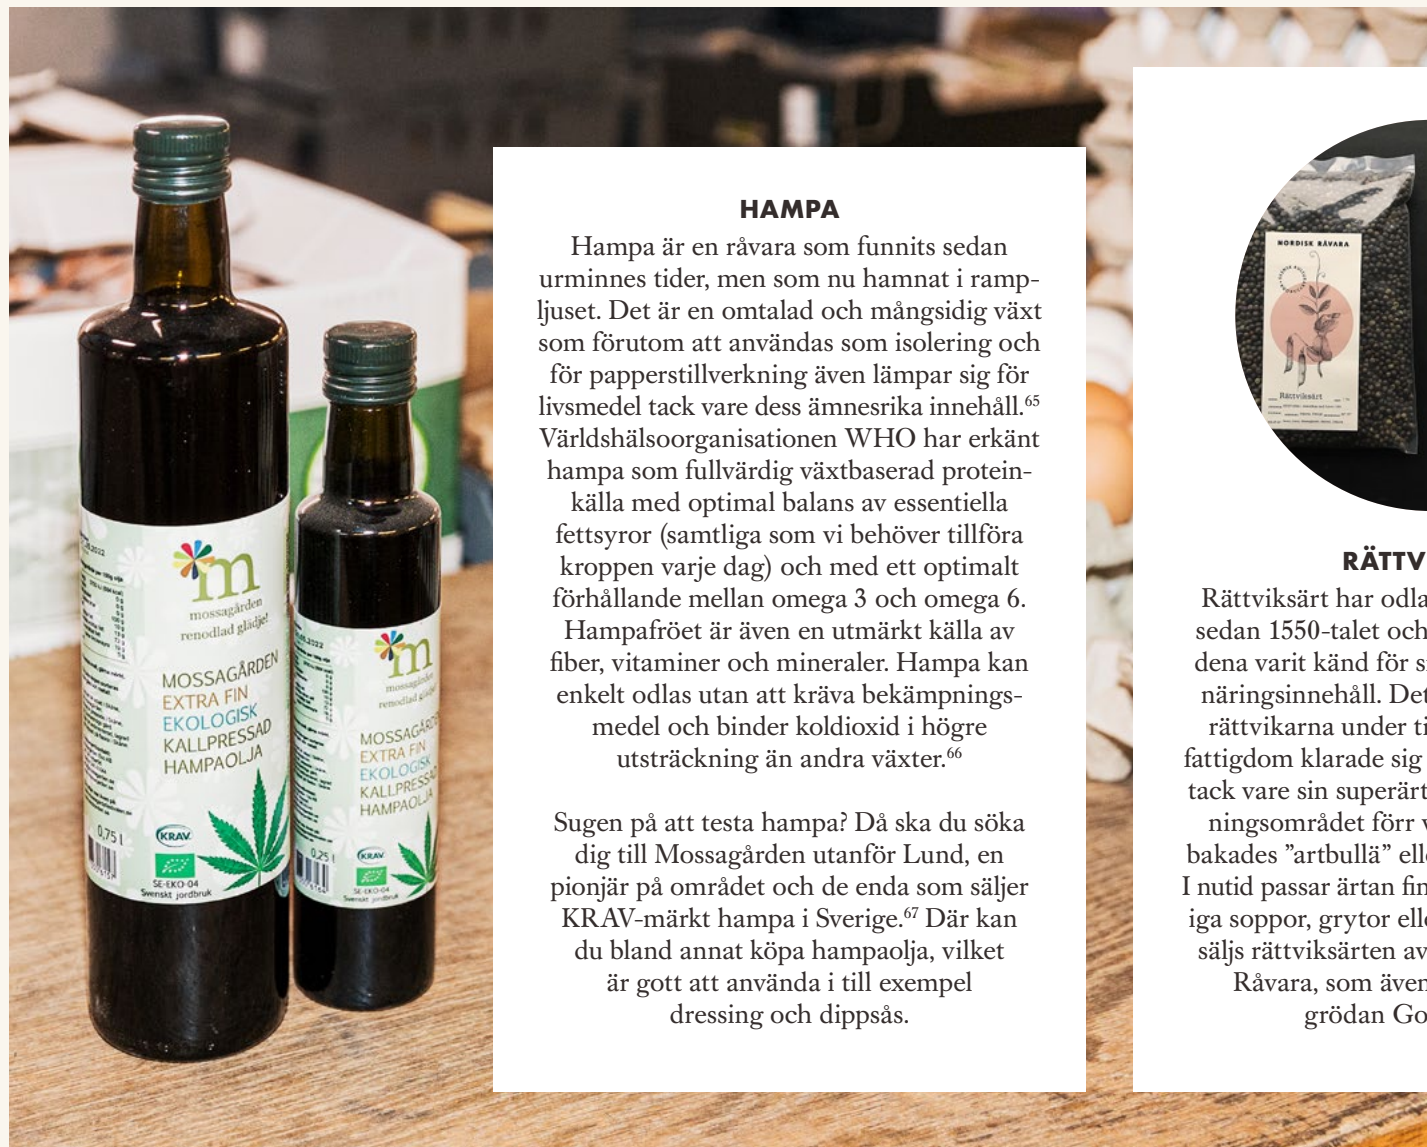 HAMPA
Hampa är en råvara som funnits sedan
urminnes tider, men som nu hamnat i ramp-
ljuset. Det är en omtalad och mångsidig växt
som förutom att användas som isolering och
för papperstillverkning även lämpar sig för
livsmedel tack vare dess ämnesrika innehåll.65
Världshälsoorganisationen WHO har erkänt
hampa som fullvärdig växtbaserad protein-
källa med optimal balans av essentiella
fettsyror (samtliga som vi behöver tillföra
kroppen varje dag) och med ett optimalt
förhållande mellan omega 3 och omega 6.
Hampafröet är även en utmärkt källa av
fiber, vitaminer och mineraler. Hampa kan
enkelt odlas utan att kräva bekämpnings-
medel och binder koldioxid i högre
utsträckning än andra växter.66
Sugen på att testa hampa? Då ska du söka
dig till Mossagården utanför Lund, en
pionjär på området och de enda som säljer
KRAV-märkt hampa i Sverige.67 Där kan
du bland annat köpa hampaolja, vilket
är gott att använda i till exempel
dressing och dippsås.
NORDISK RÅVARA
Rättviksärt
RÄTTV
Rättviksärt har odla
sedan 1550-talet och
dena varit känd för s
näringsinnehåll. Det
rättvikarna under ti
fattigdom klarade sig
tack vare sin superärt
ningsområdet förr v
bakades ”artbullä” elle
I nutid passar ärtan fin
iga soppor, grytor elle
säljs rättviksärten av
Råvara, som även
grödan Go
m
mossagården
renodlad glädje!
MOSSAGÅRDEN
EXTRA FIN
EKOLOGISK
KALLPRESSAD
HAMPAOLJA
0,75 l
KRAV
SE-EKO-04
Svenskt jordbruk
m
mossagården
renodlad glädje!
MOSSAGÅRDEN
EXTRA FIN
EKOLOGISK
KALLPRESSAD
HAMPAOLJA
0,25 l
KRAV
SE-EKO-04
Svenskt jordbruk